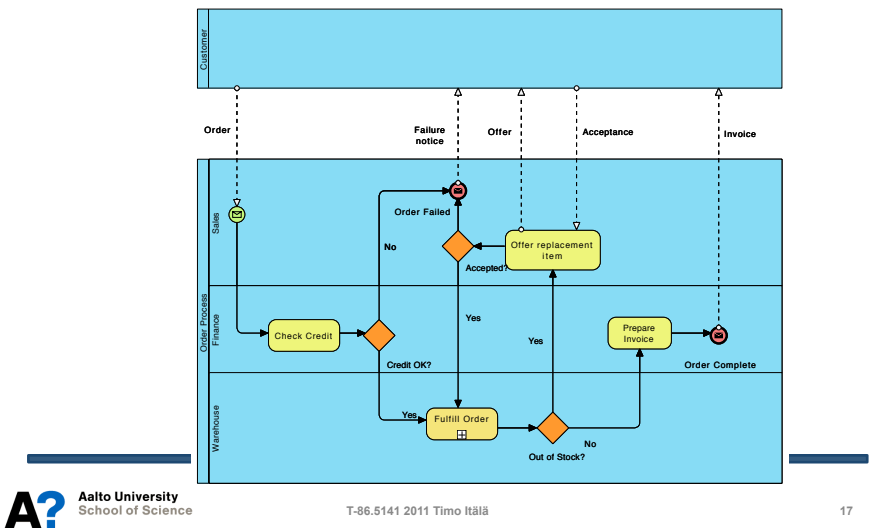 Customer
Order
Failure
notice
Offer
Acceptance
Invoice
Order Process
Sales
Order Failed
No
Offer replacement
item
Accepted?
Finance
Check Credit
Credit OK?
Yes
Yes
Prepare
Invoice
Order Complete
Warehouse
Yes
Fulfill Order
Out of Stock?
No
A?
Aalto University
School of Science
T-86.5141 2011 Timo Itälä
17